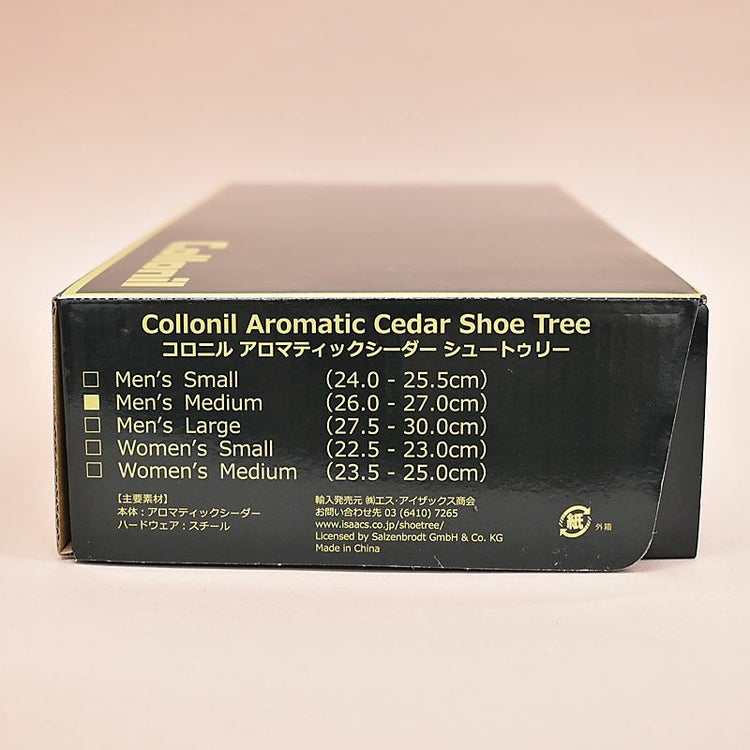 Collonil
Collonil Aromatic Cedar Shoe Tree
コロニル アロマティックシーダー シュートゥリー
Men's Small (24.0 - 25.5cm)
Men's Medium (26.0 - 27.0cm)
Men's Large (27.5 - 30.0cm)
Women's Small (22.5 - 23.0cm)
Women's Medium (23.5 - 25.0cm)
【主要素材】
本体：アロマティックシーダー
ハードウェア：スチール
輸入発売元 ㈱エス・アイザックス商会
お問い合わせ先 03 (6410) 7265
www.isaacs.co.jp/shoetree/
Licensed by Salzenbrodt GmbH & Co. KG
Made in China
紙 外箱